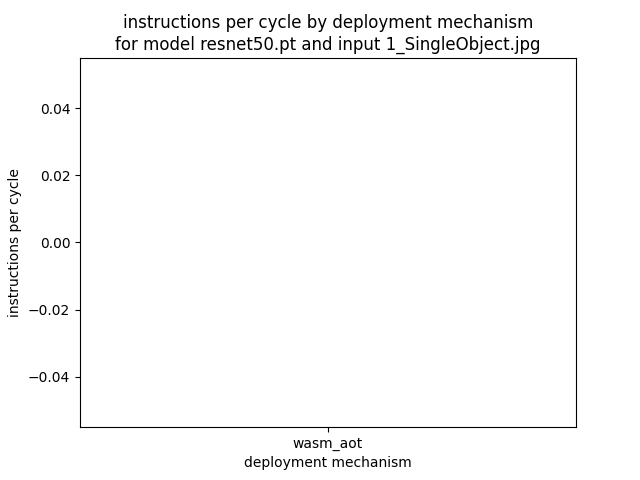 instructions per cycle by deployment mechanism
for model resnet50.pt and input 1_SingleObject.jpg
instructions per cycle
0.04
0.02
0.00
−0.02
−0.04
wasm_aot
deployment mechanism